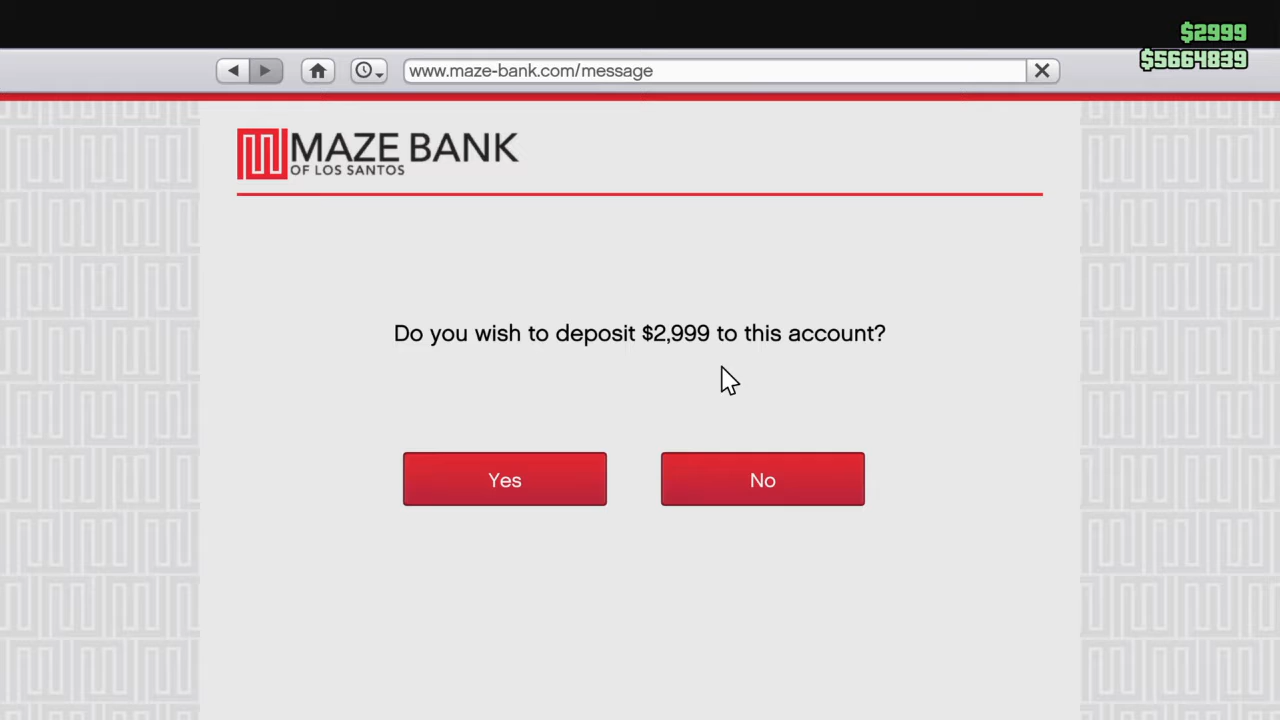 $2999
$5664839
www.maze-bank.com/message
MAZE BANK
OF LOS SANTOS
Do you wish to deposit $2,999 to this account?
Yes
No